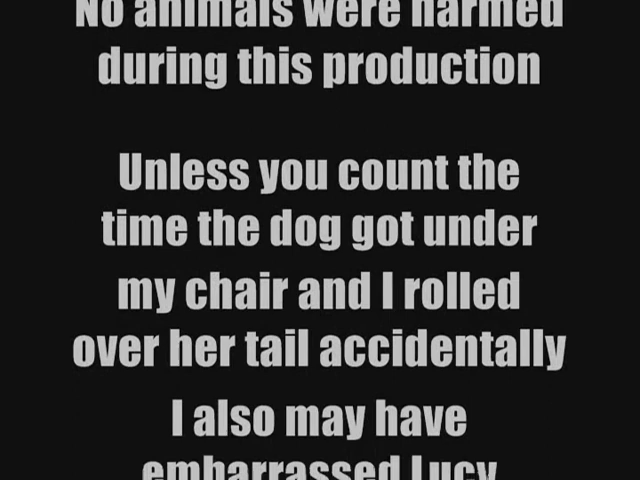 No animals were harmed
during this production
Unless you count the
time the dog got under
my chair and I rolled
over her tail accidentally
I also may have
embarrassed Lucy